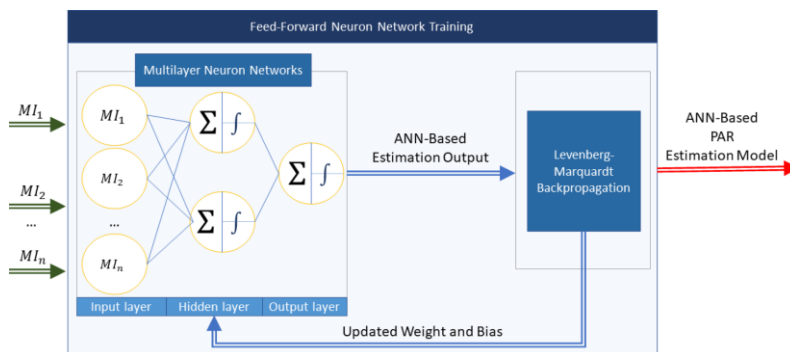 Feed-Forward Neuron Network Training
Multilayer Neuron Networks
MI₁
MI₂
...
MIₙ
MI₁
MI₂
...
MIₙ
Σ ∫
Σ ∫
Σ ∫
Input layer
Hidden layer
Output layer
ANN-Based
Estimation Output
Levenberg-
Marquardt
Backpropagation
ANN-Based
PAR
Estimation Model
Updated Weight and Bias